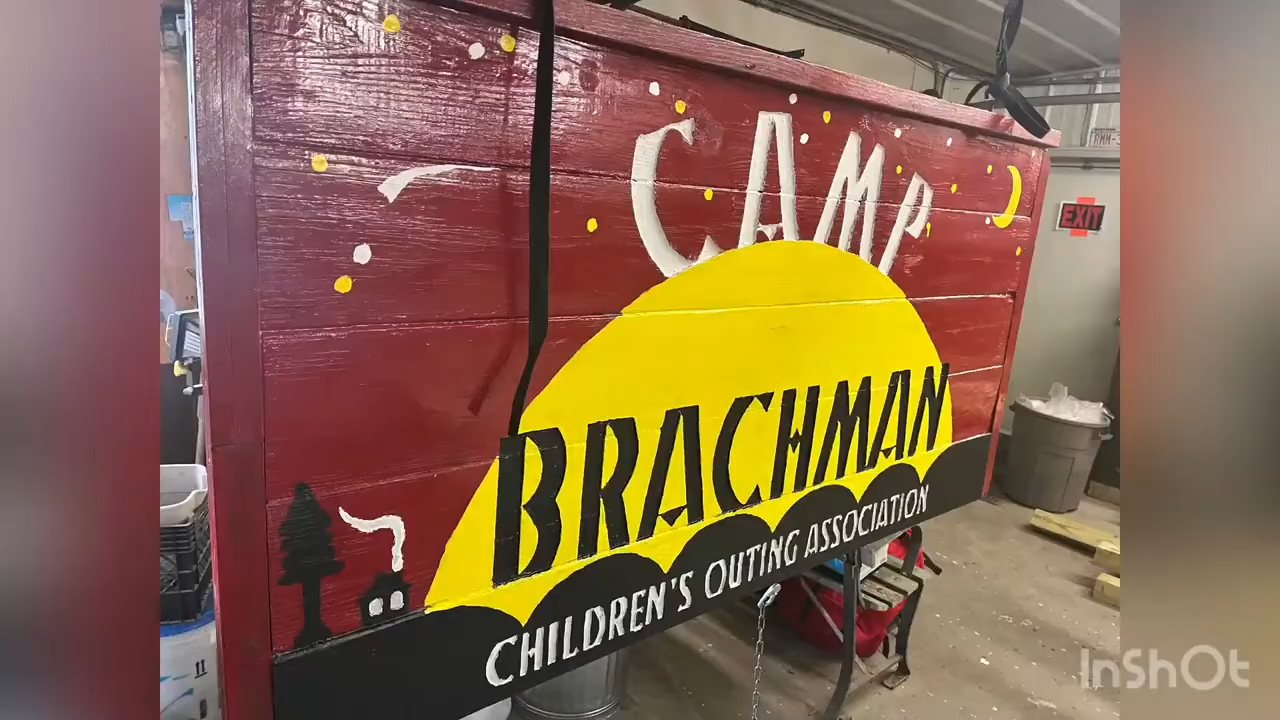 CAMP
BRACHMAN
CHILDREN'S OUTING ASSOCIATION
EXIT
InShOt